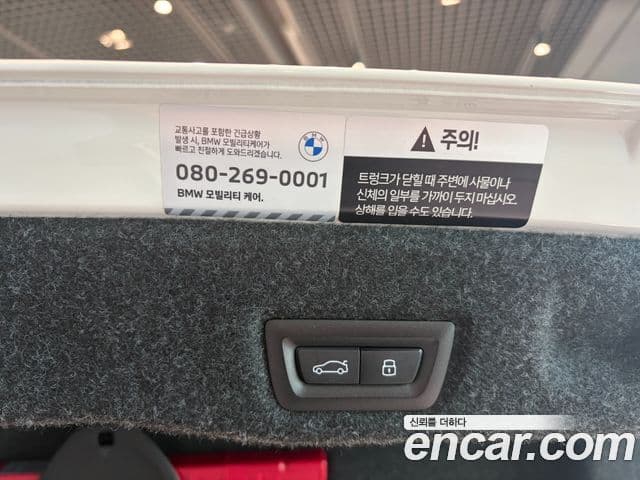 교통사고를 포함한 긴급상황
발생 시, BMW 모빌리티케어가
빠르고 친절하게 도와드리겠습니다.
080-269-0001
BMW 모빌리티 케어.
BMW
주의!
트렁크가 닫힐 때 주변에 사물이나
신체의 일부를 가까이 두지 마십시오.
상해를 입을 수도 있습니다.
신뢰를 더하다
encar.com